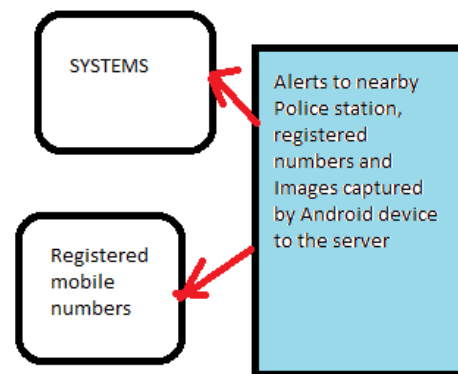 SYSTEMS
Alerts to nearby
Police station,
registered
numbers and
Images captured
by Android device
to the server
Registered
mobile
numbers